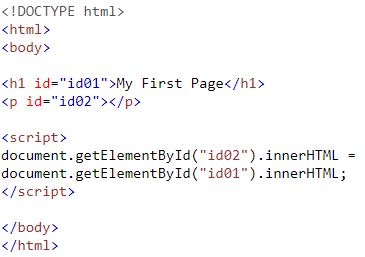 <!DOCTYPE html>
<html>
<body>
<h1 id="id01">My First Page</h1>
<p id="id02"></p>
<script>
document.getElementById("id02").innerHTML =
document.getElementById("id01").innerHTML;
</script>
</body>
</html>